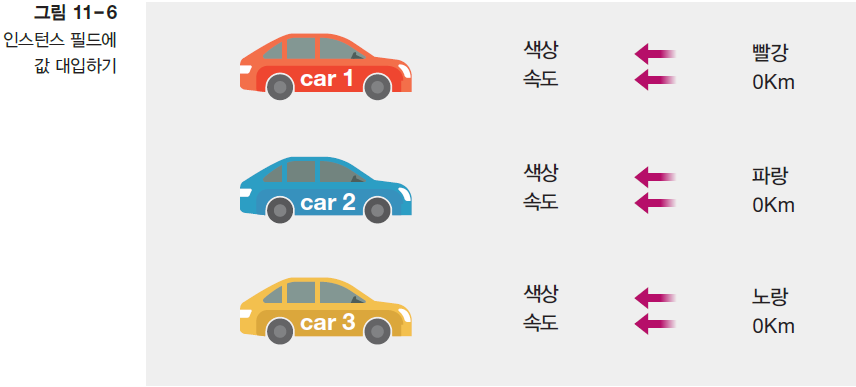 그림 11-6
인스턴스 필드에
값 대입하기
car 1
색상
속도
빨강
0Km
car 2
색상
속도
파랑
0Km
car 3
색상
속도
노랑
0Km